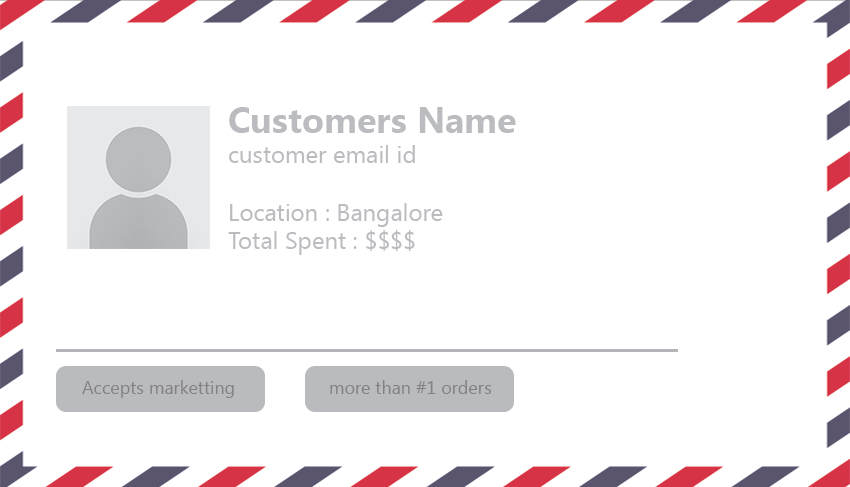 Customers Name
customer email id
Location : Bangalore
Total Spent : $$$$
Accepts marketting
more than #1 orders